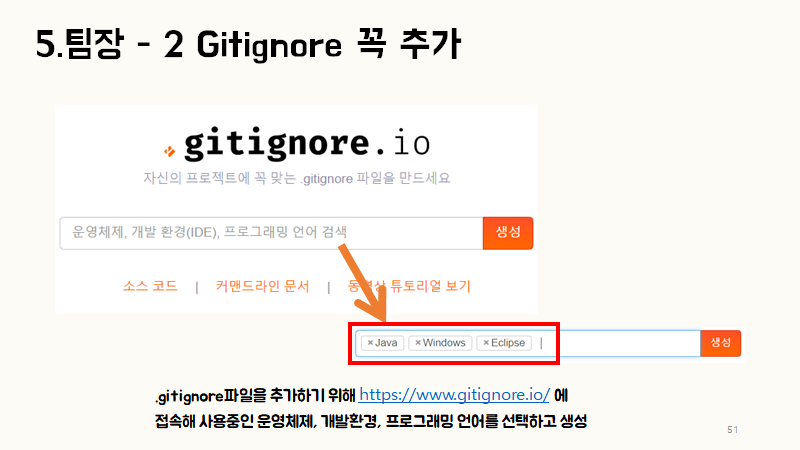 5.팀장 - 2 Gitignore 꼭 추가
gitignore.io
자신의 프로젝트에 꼭 맞는 .gitignore 파일을 만드세요
운영체제, 개발 환경(IDE), 프로그래밍 언어 검색 생성
소스 코드 | 커맨드라인 문서 | 동영상 튜토리얼 보기
×Java ×Windows ×Eclipse 생성
.gitignore파일을 추가하기 위해 https://www.gitignore.io/ 에
접속해 사용중인 운영체제, 개발환경, 프로그래밍 언어를 선택하고 생성
51